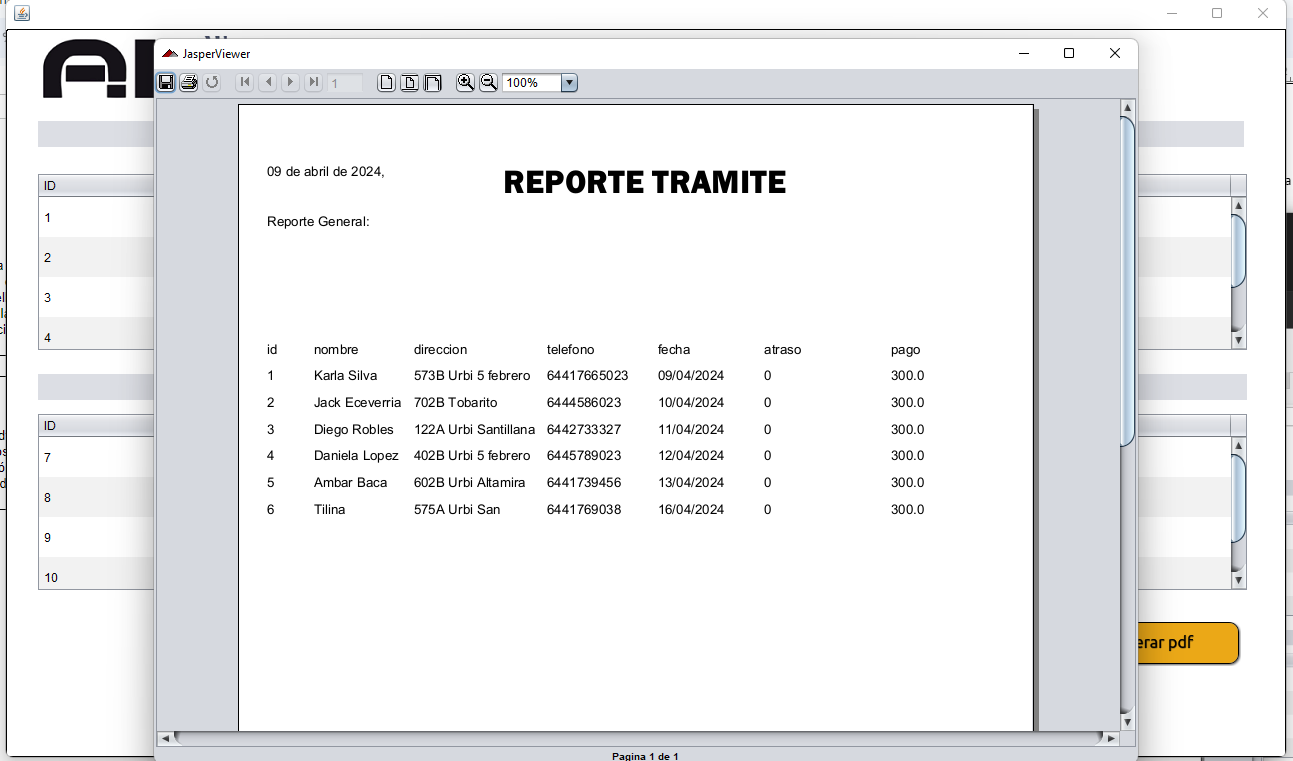 JasperViewer
1
100%
09 de abril de 2024,
REPORTE TRAMITE
Reporte General:
id nombre direccion telefono fecha atraso pago
1 Karla Silva 573B Urbi 5 febrero 64417665023 09/04/2024 0 300.0
2 Jack Eceverria 702B Tobarito 6444586023 10/04/2024 0 300.0
3 Diego Robles 122A Urbi Santillana 6442733327 11/04/2024 0 300.0
4 Daniela Lopez 402B Urbi 5 febrero 6445789023 12/04/2024 0 300.0
5 Ambar Baca 602B Urbi Altamira 6441739456 13/04/2024 0 300.0
6 Tilina 575A Urbi San 6441769038 16/04/2024 0 300.0
Pagina 1 de 1
ID
1
2
3
4
ID
7
8
9
10
erar pdf